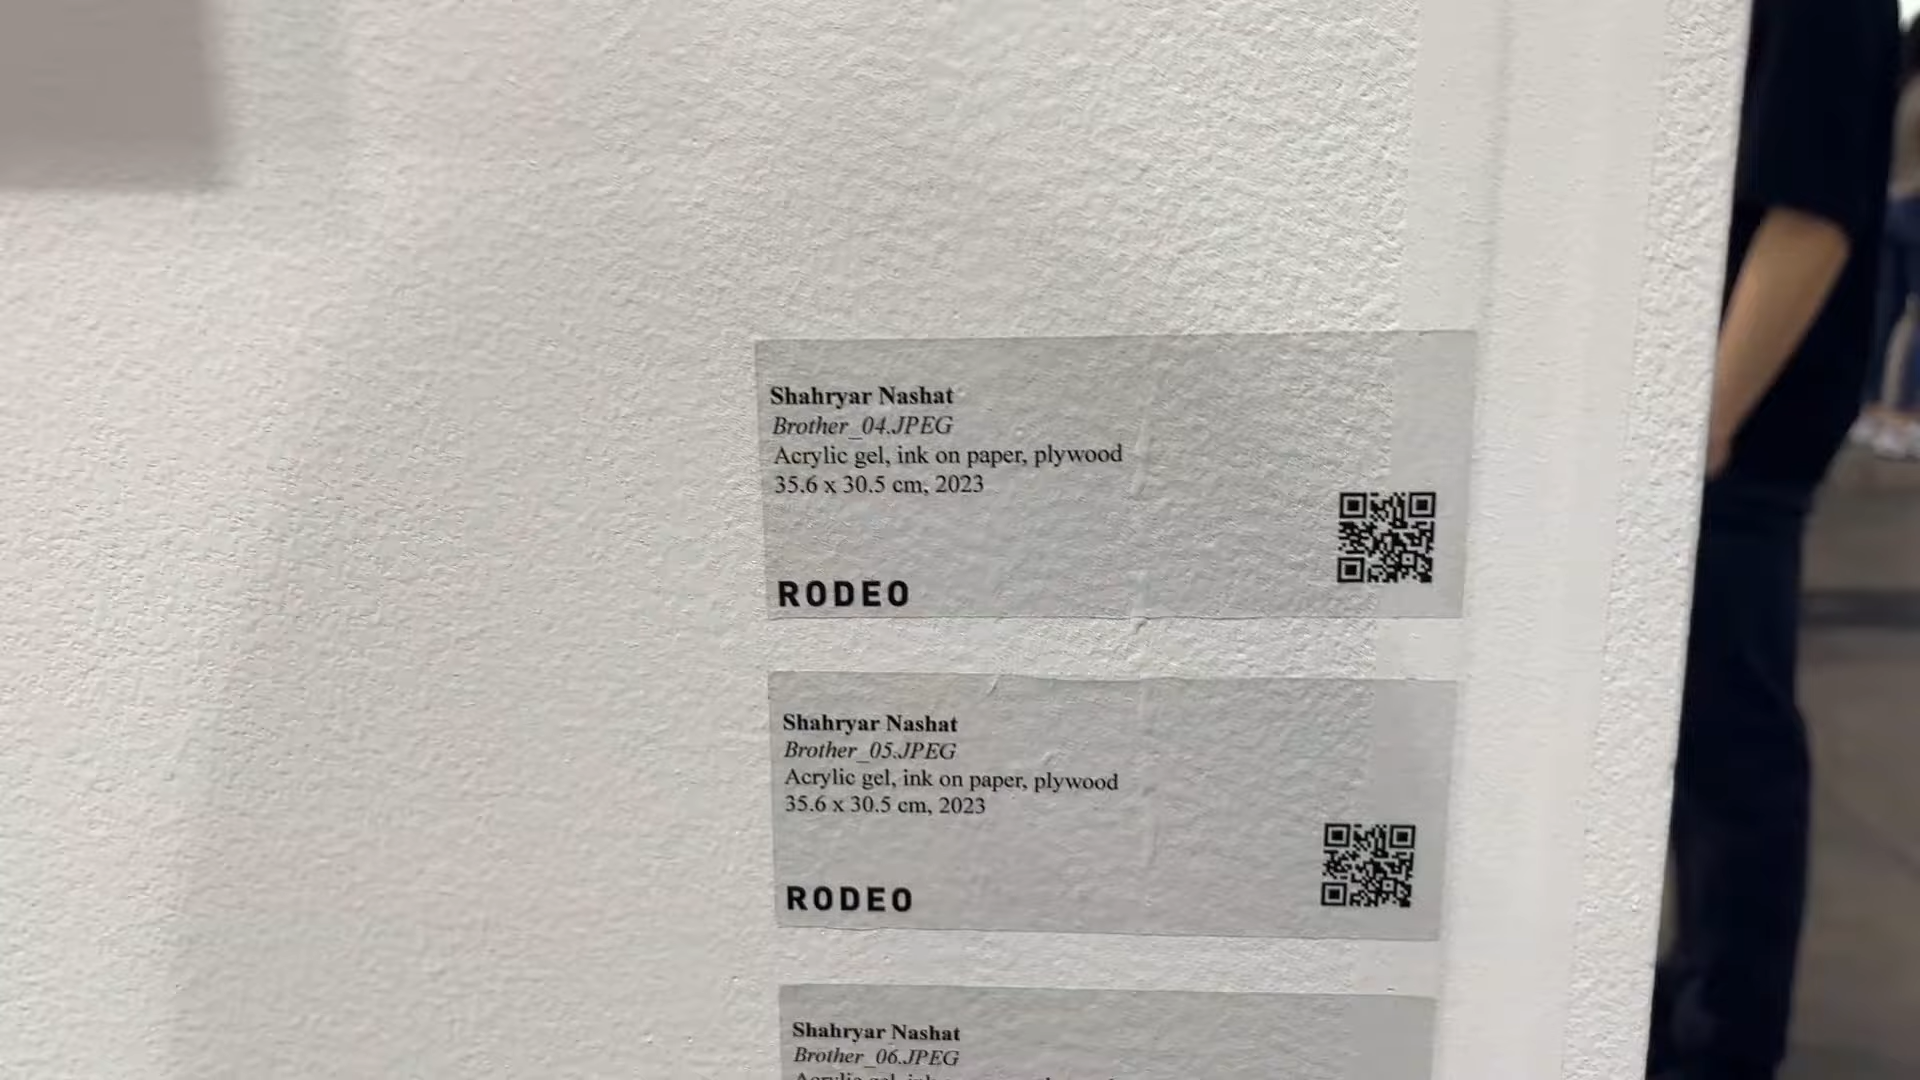 Shahryar Nashat
Brother_04.JPEG
Acrylic gel, ink on paper, plywood
35.6 x 30.5 cm, 2023
RODEO
Shahryar Nashat
Brother_05.JPEG
Acrylic gel, ink on paper, plywood
35.6 x 30.5 cm, 2023
RODEO
Shahryar Nashat
Brother_06.JPEG